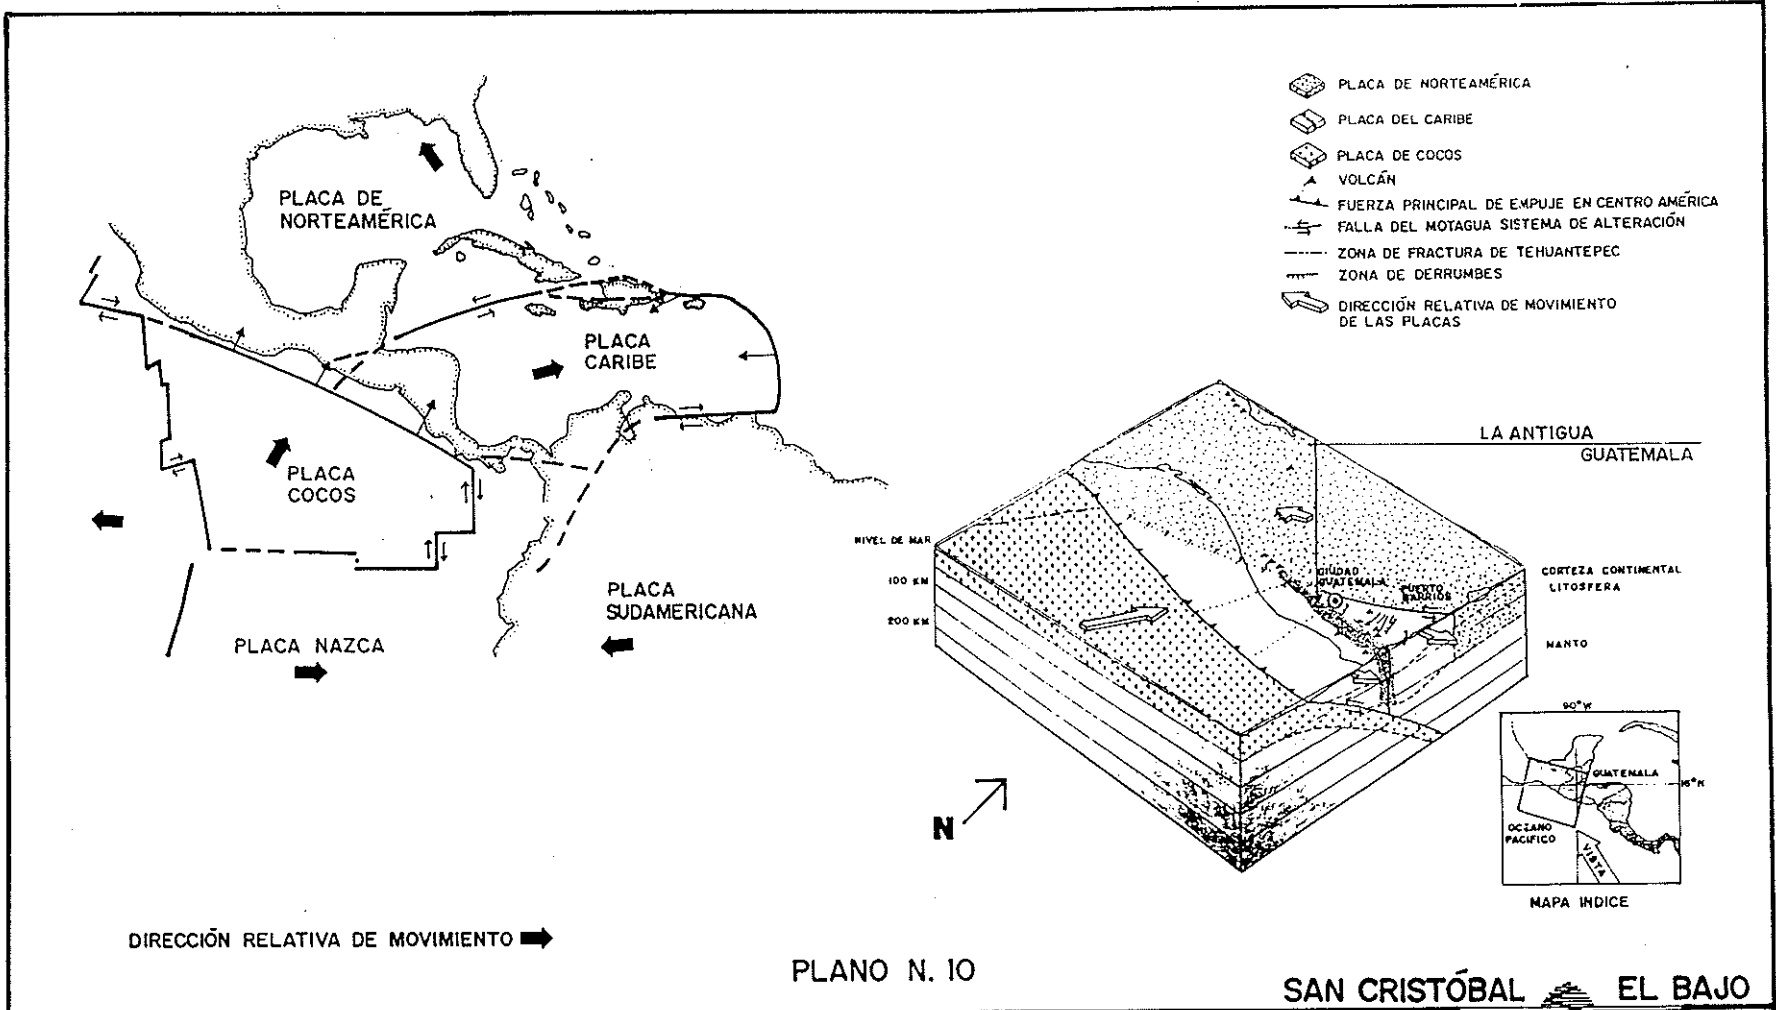 PLACA DE
NORTEAMÉRICA
PLACA
CARIBE
PLACA
COCOS
PLACA
SUDAMERICANA
PLACA NAZCA
DIRECCIÓN RELATIVA DE MOVIMIENTO
PLACA DE NORTEAMÉRICA
PLACA DEL CARIBE
PLACA DE COCOS
VOLCÁN
FUERZA PRINCIPAL DE EMPUJE EN CENTRO AMÉRICA
FALLA DEL MOTAGUA SISTEMA DE ALTERACIÓN
ZONA DE FRACTURA DE TEHUANTEPEC
ZONA DE DERRUMBES
DIRECCIÓN RELATIVA DE MOVIMIENTO
DE LAS PLACAS
LA ANTIGUA
GUATEMALA
NIVEL DE MAR
100 KM
200 KM
CIUDAD
GUATEMALA
PUERTO
BARRIOS
CORTEZA CONTINENTAL
LITOSFERA
MANTO
N
90°W
GUATEMALA
15°N
OCEANO
PACIFICO
VISTA
MAPA INDICE
PLANO N. 10
SAN CRISTÓBAL EL BAJO